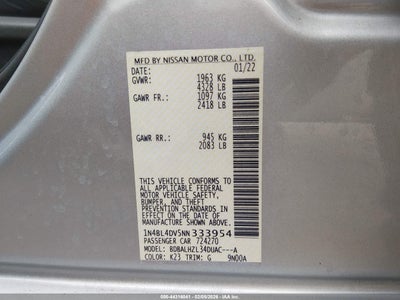 MFD BY NISSAN MOTOR CO., LTD.
DATE: 01/22
GVWR: 1963 KG
4328 LB
GAWR FR.: 1097 KG
2418 LB
GAWR RR.: 945 KG
2083 LB
THIS VEHICLE CONFORMS TO
ALL APPLICABLE FEDERAL
MOTOR VEHICLE SAFETY,
BUMPER, AND THEFT
PREVENTION STANDARDS IN
EFFECT ON THE DATE OF
MANUFACTURE SHOWN ABOVE.
1N4BL4DV5NN333954
PASSENGER CAR 724270
MODEL: BDBALHZL34DUAC---A
COLOR: K23 TRIM: G 9N00A